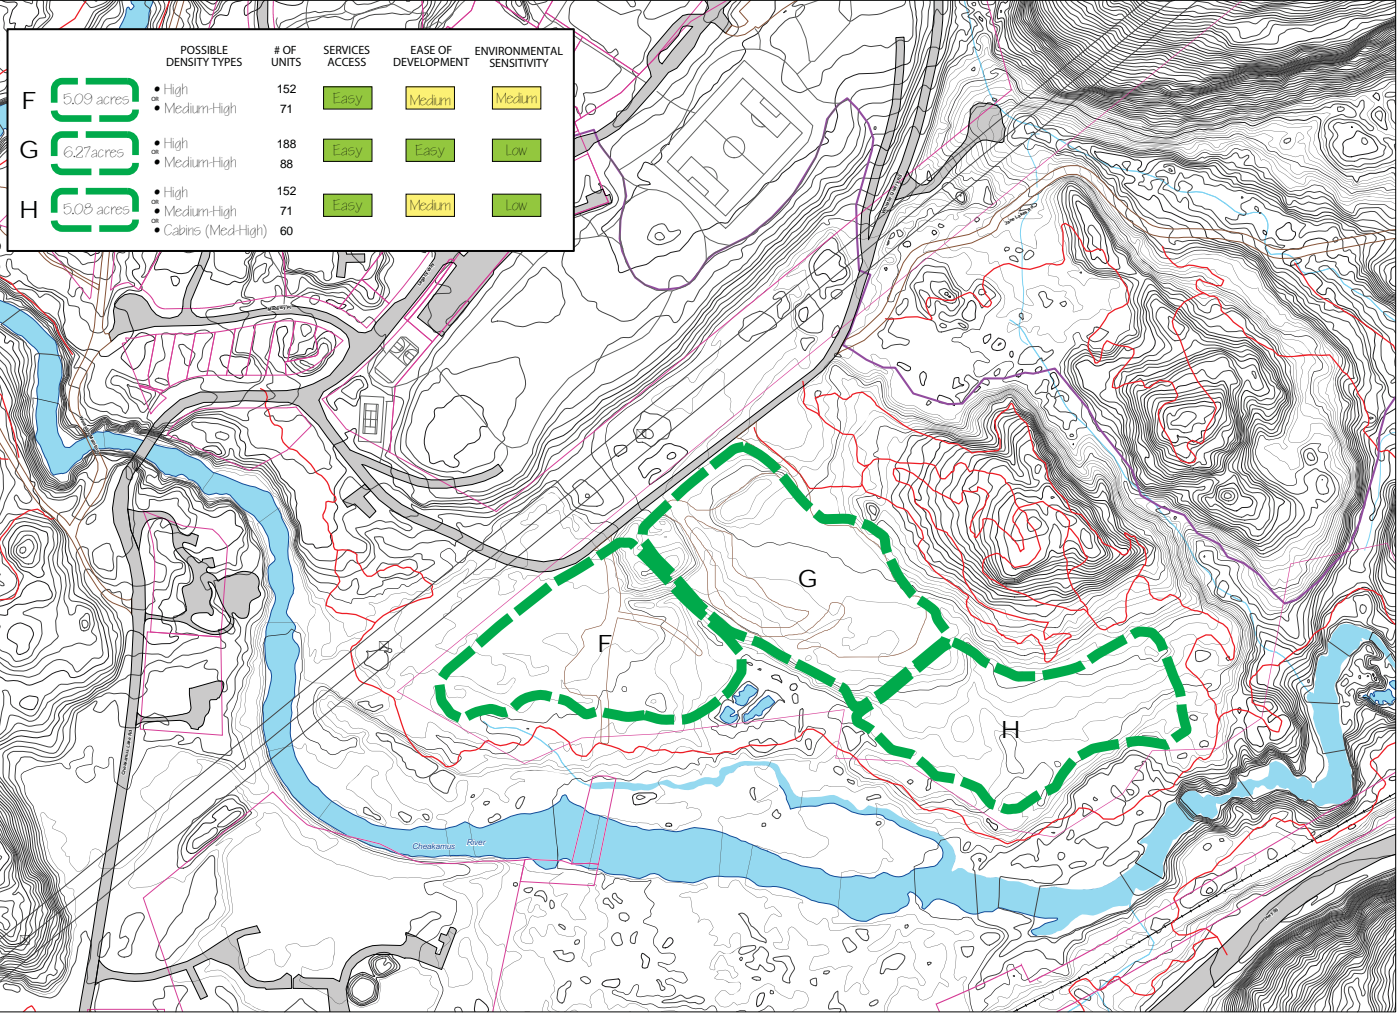 POSSIBLE DENSITY TYPES
# OF UNITS
SERVICES ACCESS
EASE OF DEVELOPMENT
ENVIRONMENTAL SENSITIVITY
F
5.09 acres
• High
152
OR
• Medium-High
71
Easy
Medium
Medium
G
6.27acres
• High
188
OR
• Medium-High
88
Easy
Easy
Low
H
5.08 acres
• High
152
OR
• Medium-High
71
OR
• Cabins (Med-High)
60
Easy
Medium
Low
G
F
H
Cheakamus River